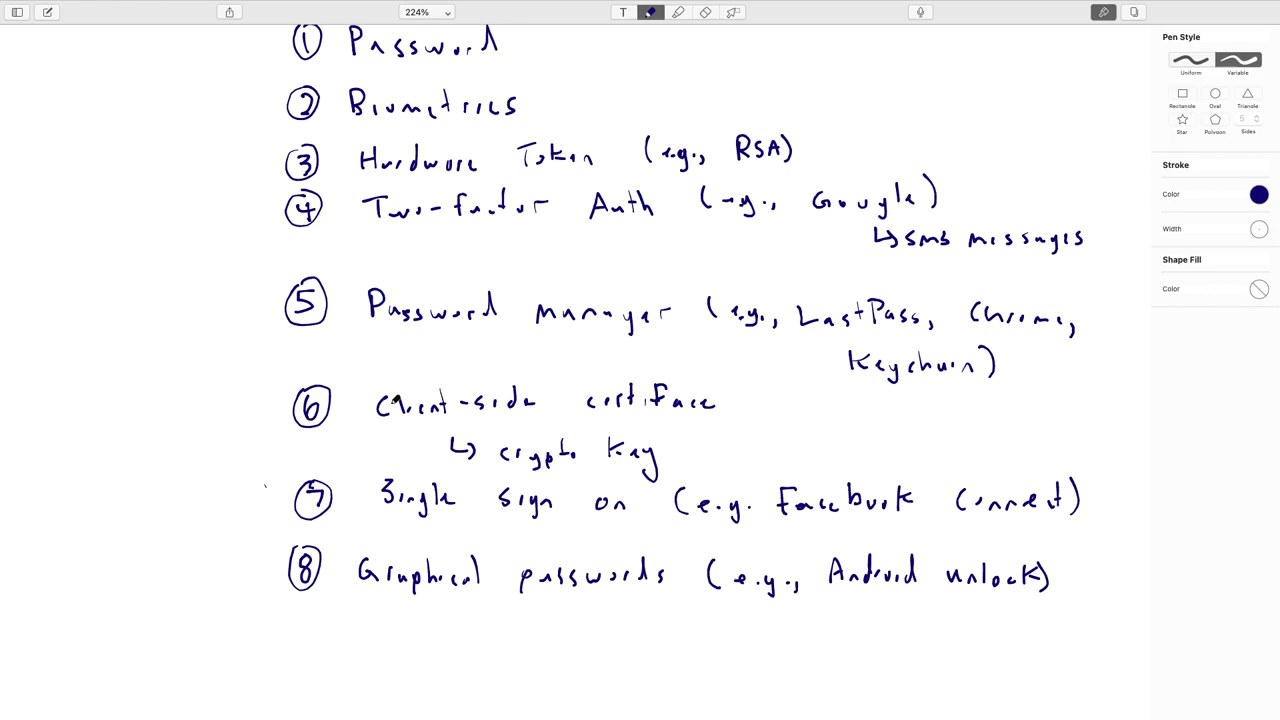 224%
T
① Password
② Biometrics
③ Hardware Token (e.g., RSA)
④ Two-factor Auth (e.g., Google)
↳ SMS messages
⑤ Password manager (e.g., LastPass, Chrome,
Keychain)
⑥ Client-side certiface
↳ crypto key
⑦ Single sign on (e.g. Facebook Connect)
⑧ Graphical passwords (e.g., Android unlock)
Pen Style
Uniform Variable
Rectangle Oval Triangle
5
Star Polygon Sides
Stroke
Color
Width
Shape Fill
Color